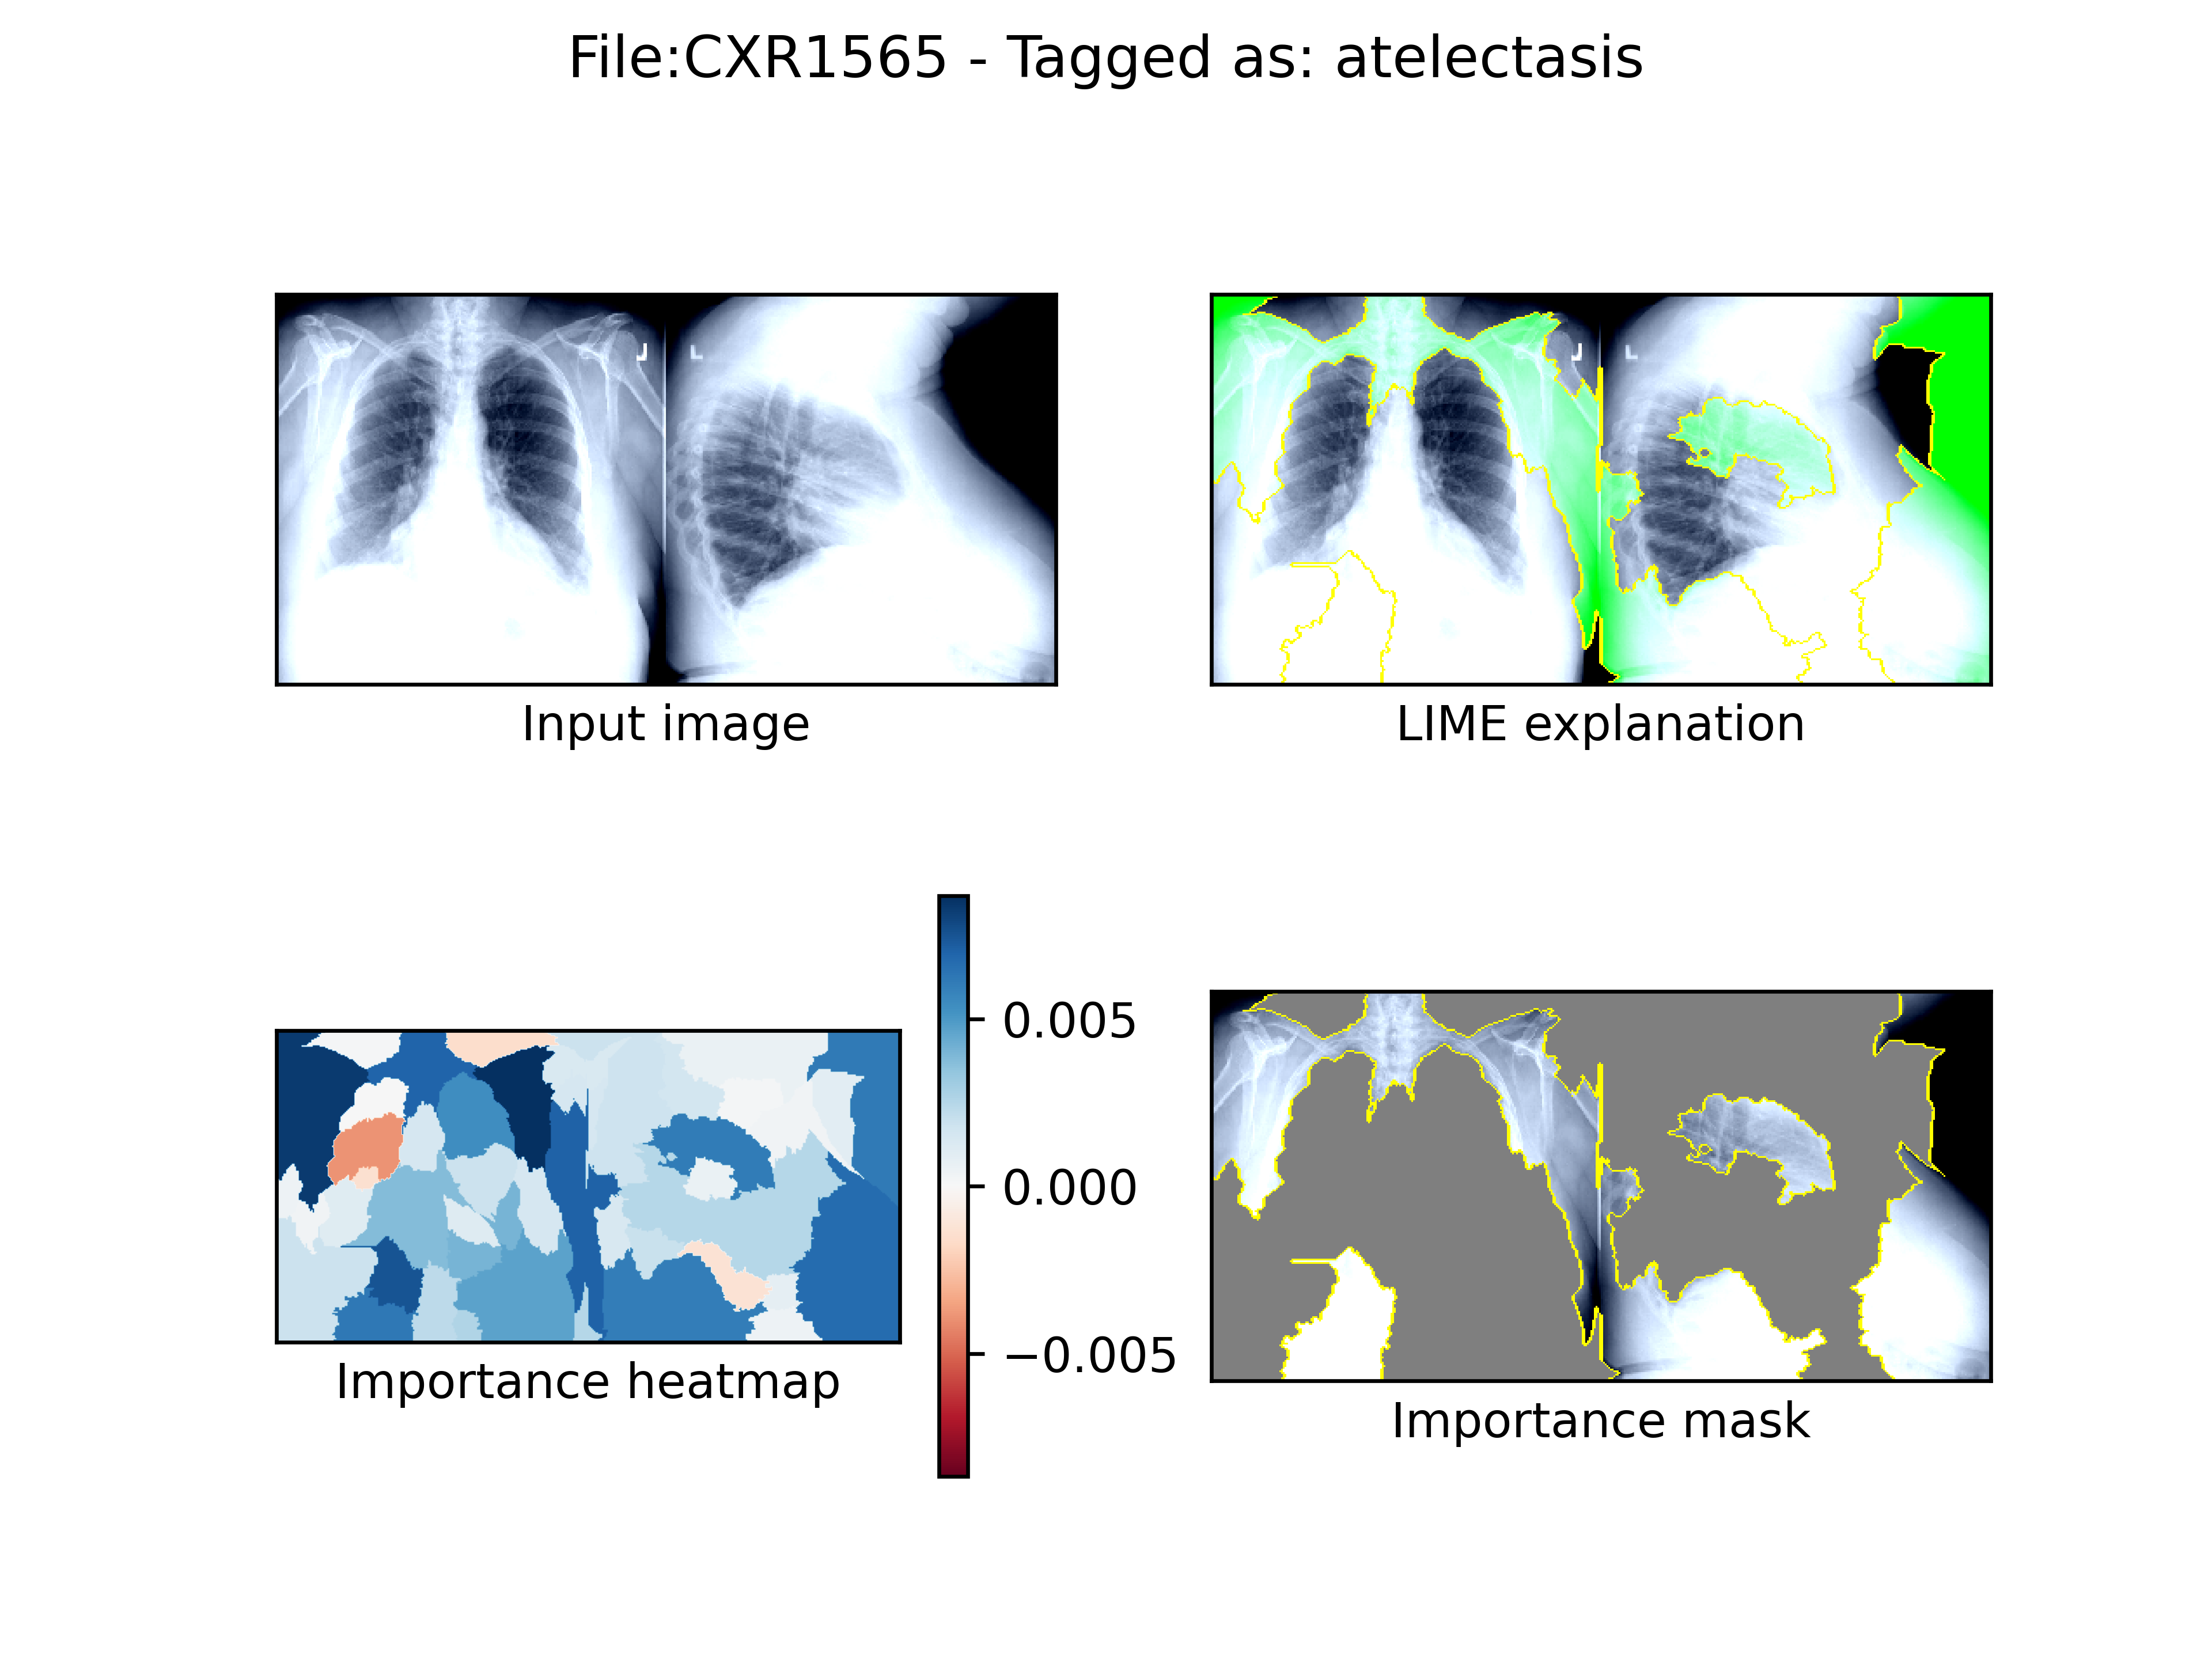 File:CXR1565 - Tagged as: atelectasis
L
Input image
LIME explanation
0.005
0.000
−0.005
Importance heatmap
Importance mask